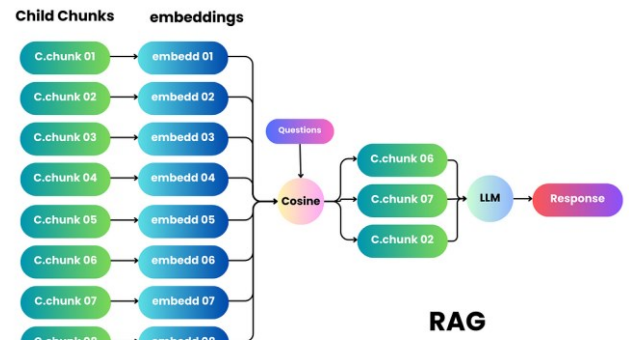 Child Chunks
embeddings
C.chunk 01
embedd 01
C.chunk 02
embedd 02
C.chunk 03
embedd 03
C.chunk 04
embedd 04
C.chunk 05
embedd 05
C.chunk 06
embedd 06
C.chunk 07
embedd 07
Questions
Cosine
C.chunk 06
C.chunk 07
C.chunk 02
LLM
Response
RAG